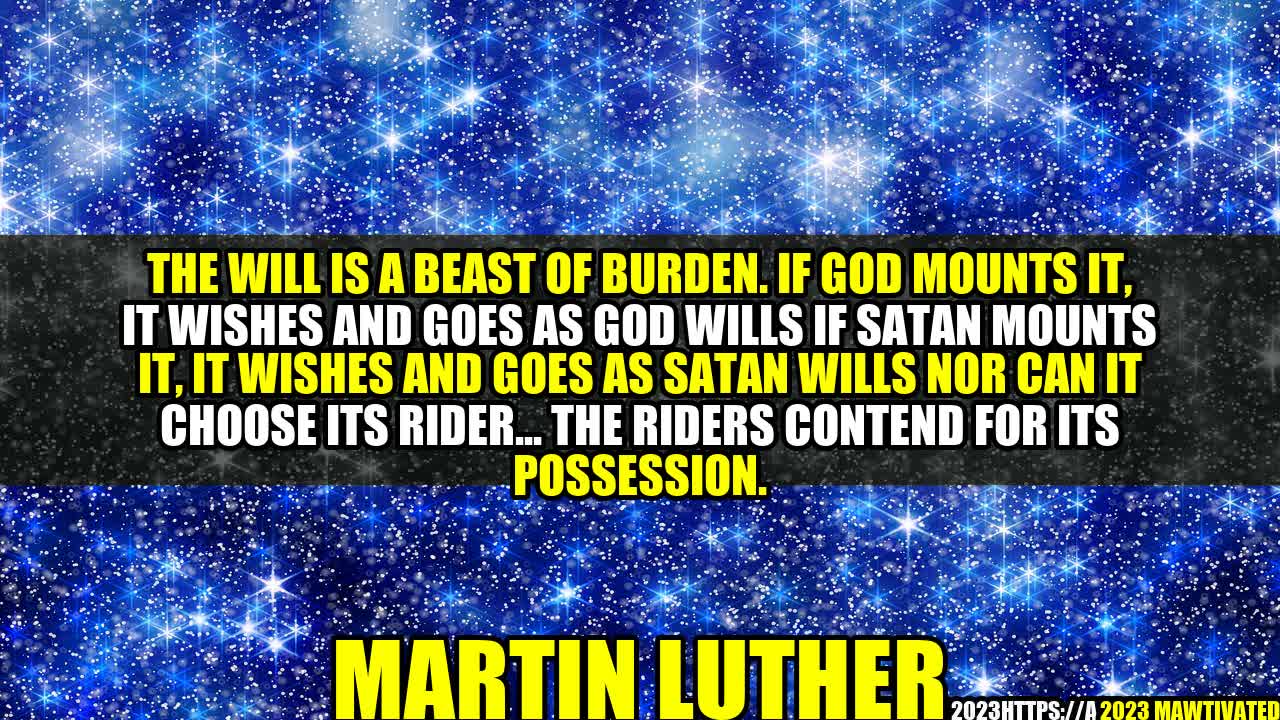 THE WILL IS A BEAST OF BURDEN. IF GOD MOUNTS IT,
IT WISHES AND GOES AS GOD WILLS IF SATAN MOUNTS
IT, IT WISHES AND GOES AS SATAN WILLS NOR CAN IT
CHOOSE ITS RIDER... THE RIDERS CONTEND FOR ITS
POSSESSION.
MARTIN LUTHER
2023HTTPS://A 2023 MAWTIVATED